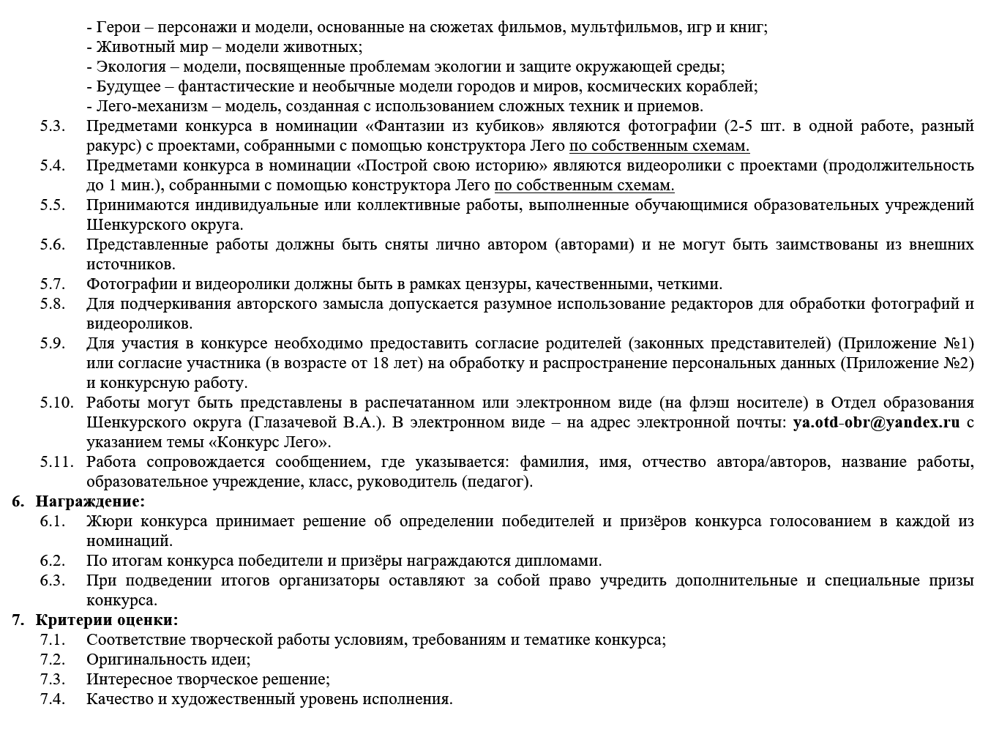 - Герои – персонажи и модели, основанные на сюжетах фильмов, мультфильмов, игр и книг;
- Животный мир – модели животных;
- Экология – модели, посвященные проблемам экологии и защите окружающей среды;
- Будущее – фантастические и необычные модели городов и миров, космических кораблей;
- Лего-механизм – модель, созданная с использованием сложных техник и приемов.
5.3. Предметами конкурса в номинации «Фантазии из кубиков» являются фотографии (2-5 шт. в одной работе, разный
ракурс) с проектами, собранными с помощью конструктора Лего по собственным схемам.
5.4. Предметами конкурса в номинации «Построй свою историю» являются видеоролики с проектами (продолжительность
до 1 мин.), собранными с помощью конструктора Лего по собственным схемам.
5.5. Принимаются индивидуальные или коллективные работы, выполненные обучающимися образовательных учреждений
Шенкурского округа.
5.6. Представленные работы должны быть сняты лично автором (авторами) и не могут быть заимствованы из внешних
источников.
5.7. Фотографии и видеоролики должны быть в рамках цензуры, качественными, четкими.
5.8. Для подчеркивания авторского замысла допускается разумное использование редакторов для обработки фотографий и
видеороликов.
5.9. Для участия в конкурсе необходимо предоставить согласие родителей (законных представителей) (Приложение №1)
или согласие участника (в возрасте от 18 лет) на обработку и распространение персональных данных (Приложение №2)
и конкурсную работу.
5.10. Работы могут быть представлены в распечатанном или электронном виде (на флэш носителе) в Отдел образования
Шенкурского округа (Глазачевой В.А.). В электронном виде – на адрес электронной почты: ya.otd-obr@yandex.ru с
указанием темы «Конкурс Лего».
5.11. Работа сопровождается сообщением, где указывается: фамилия, имя, отчество автора/авторов, название работы,
образовательное учреждение, класс, руководитель (педагог).
6. Награждение:
6.1. Жюри конкурса принимает решение об определении победителей и призёров конкурса голосованием в каждой из
номинаций.
6.2. По итогам конкурса победители и призёры награждаются дипломами.
6.3. При подведении итогов организаторы оставляют за собой право учредить дополнительные и специальные призы
конкурса.
7. Критерии оценки:
7.1. Соответствие творческой работы условиям, требованиям и тематике конкурса;
7.2. Оригинальность идеи;
7.3. Интересное творческое решение;
7.4. Качество и художественный уровень исполнения.